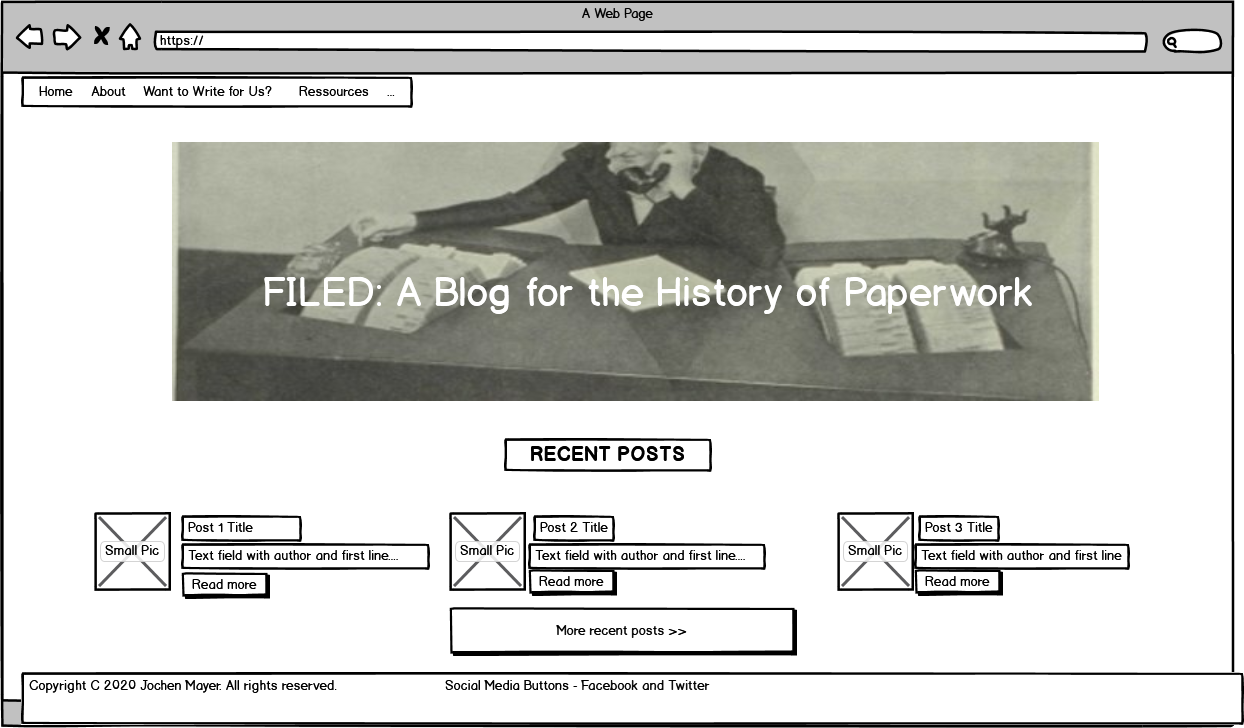 A Web Page
https://
Home About Want to Write for Us? Ressources ...
FILED: A Blog for the History of Paperwork
RECENT POSTS
Small Pic
Post 1 Title
Text field with author and first line....
Read more
Small Pic
Post 2 Title
Text field with author and first line....
Read more
Small Pic
Post 3 Title
Text field with author and first line
Read more
More recent posts >>
Copyright C 2020 Jochen Mayer. All rights reserved. Social Media Buttons - Facebook and Twitter